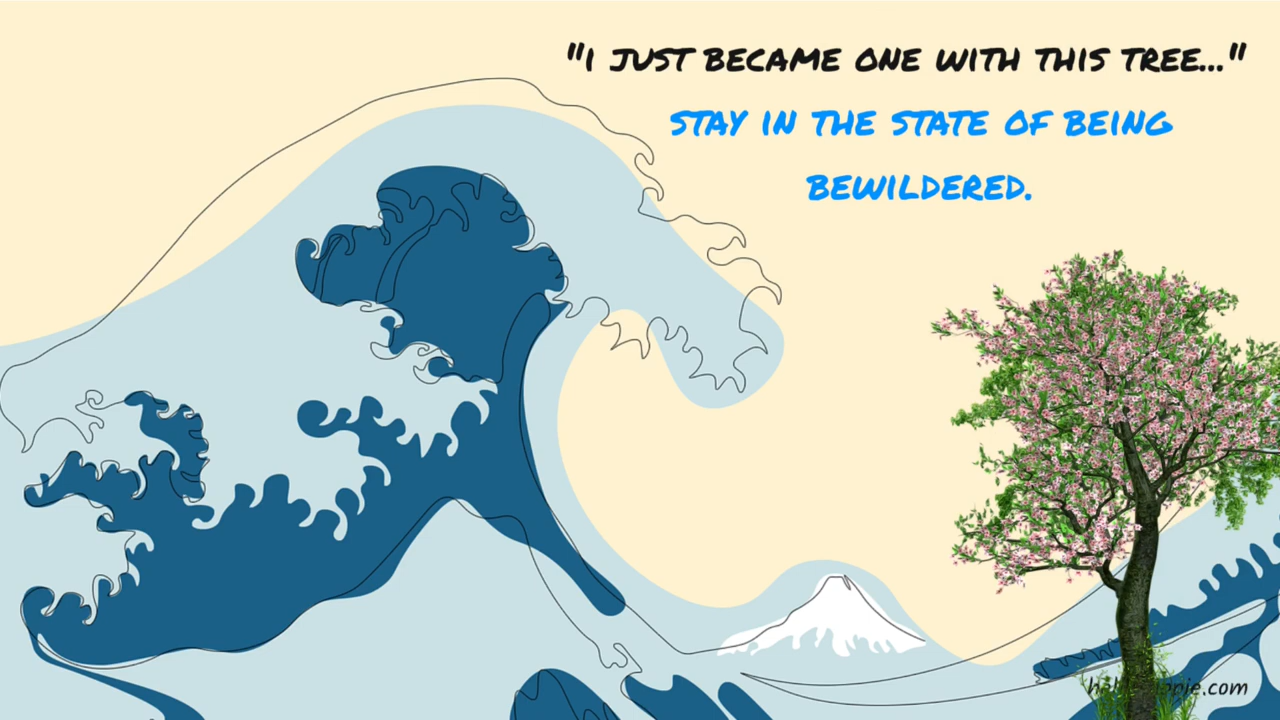 "I JUST BECAME ONE WITH THIS TREE..."
STAY IN THE STATE OF BEING
BEWILDERED.